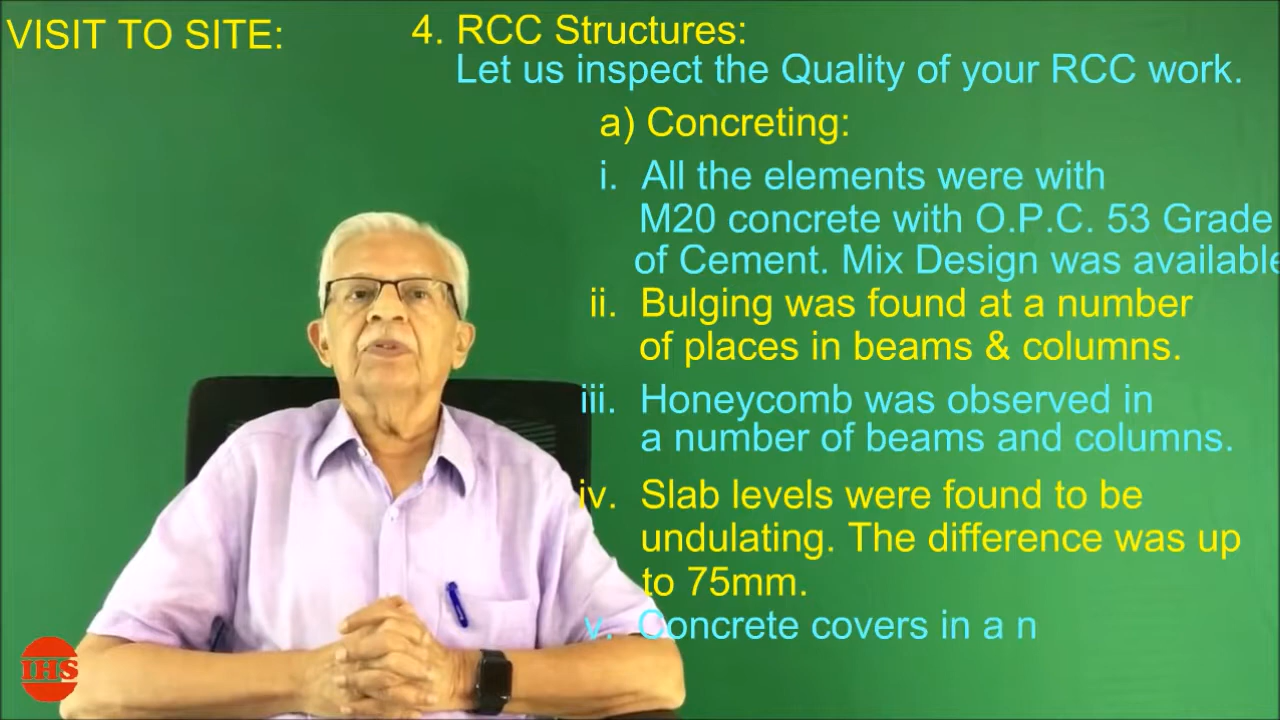 VISIT TO SITE:
4. RCC Structures:
Let us inspect the Quality of your RCC work.
a) Concreting:
i. All the elements were with
M20 concrete with O.P.C. 53 Grade
of Cement. Mix Design was available
ii. Bulging was found at a number
of places in beams & columns.
iii. Honeycomb was observed in
a number of beams and columns.
iv. Slab levels were found to be
undulating. The difference was up
to 75mm.
v. Concrete covers in a n
IHS